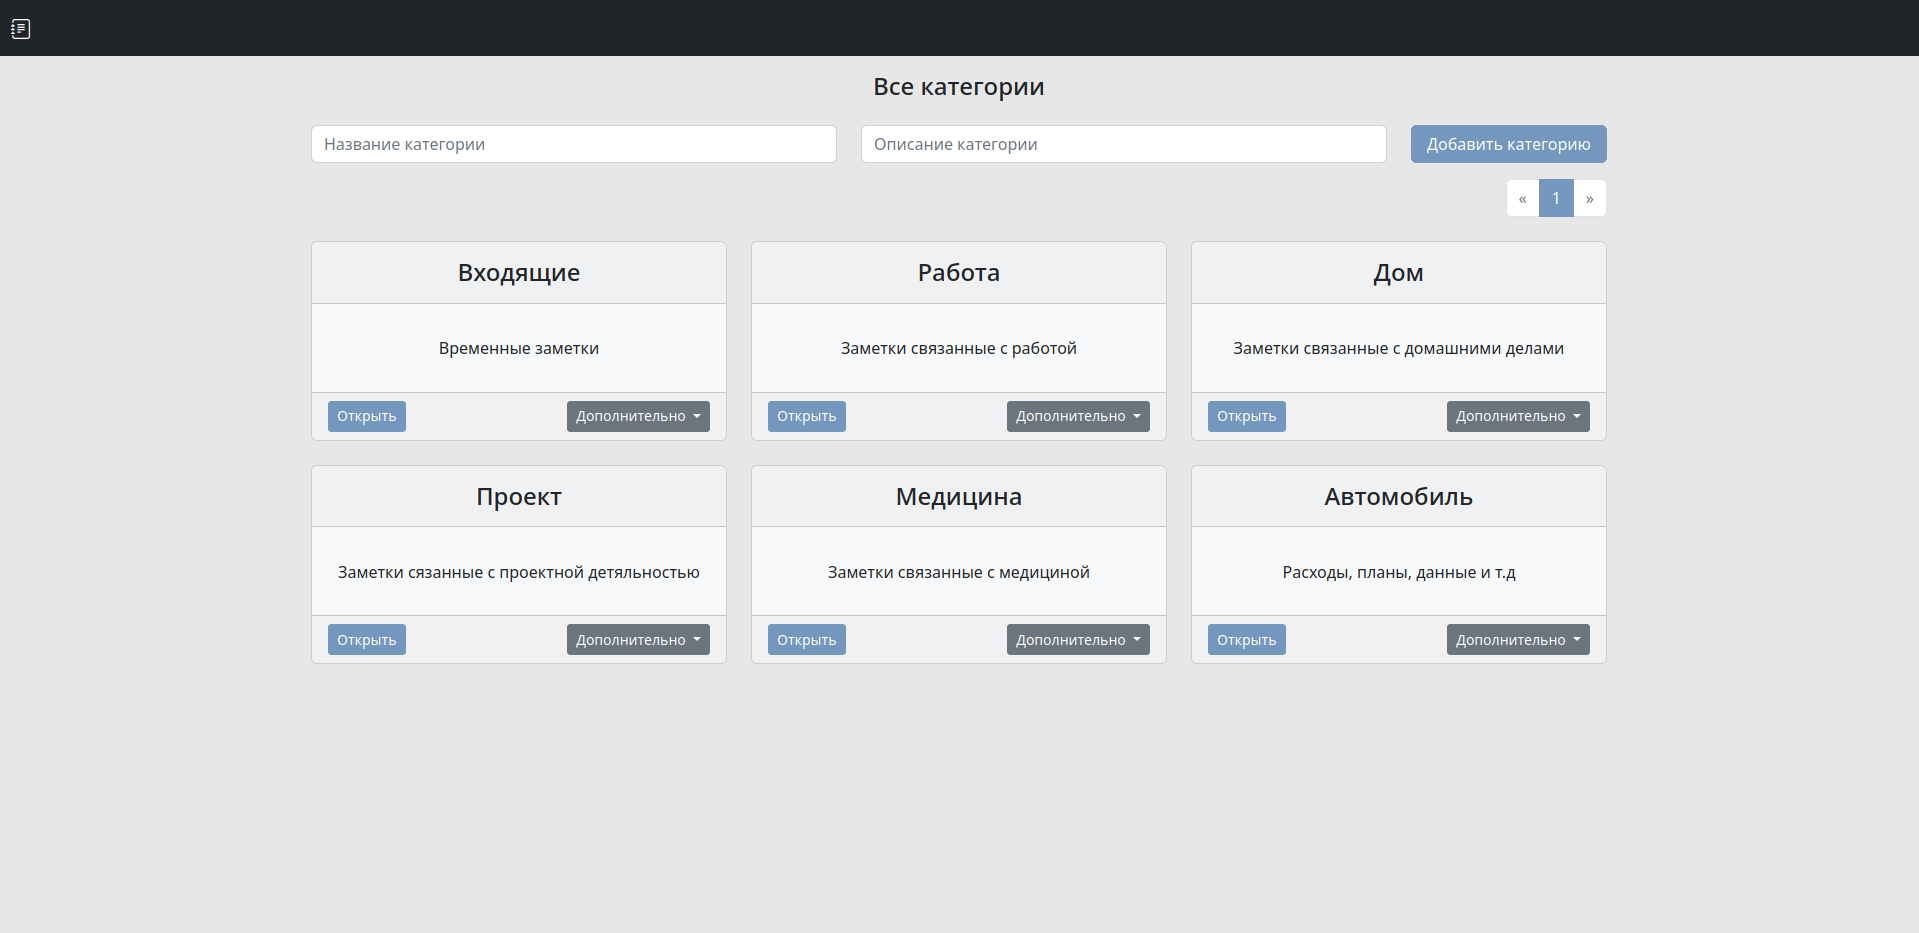 Все категории
Название категории
Описание категории
Добавить категорию
« 1 »
Входящие
Работа
Дом
Временные заметки
Заметки связанные с работой
Заметки связанные с домашними делами
Открыть
Дополнительно
Открыть
Дополнительно
Открыть
Дополнительно
Проект
Медицина
Автомобиль
Заметки сязанные с проектной детяльностью
Заметки связанные с медициной
Расходы, планы, данные и т.д
Открыть
Дополнительно
Открыть
Дополнительно
Открыть
Дополнительно